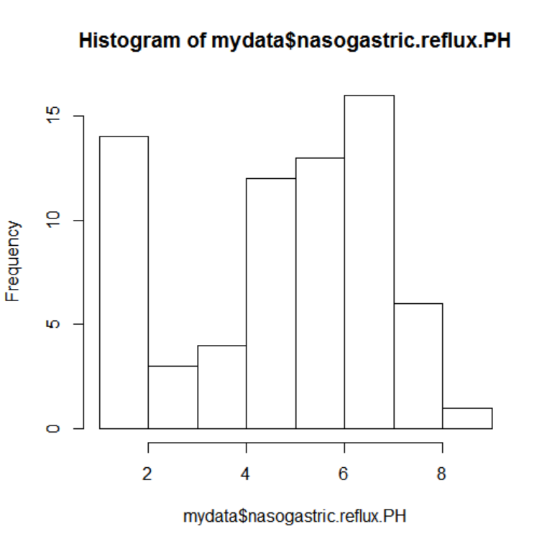 Histogram of mydata$nasogastric.reflux.PH
Frequency
15
10
5
0
2 4 6 8
mydata$nasogastric.reflux.PH